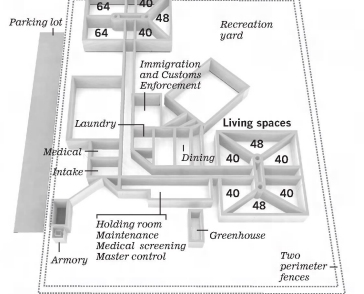 64
40
48
64
40
Parking lot
Recreation
yard
Immigration
and Customs
Enforcement
Laundry
Living spaces
Medical
Dining
48
40
40
Intake
40
40
48
Holding room
Maintenance
Medical screening
Master control
Greenhouse
Armory
Two
perimeter
fences